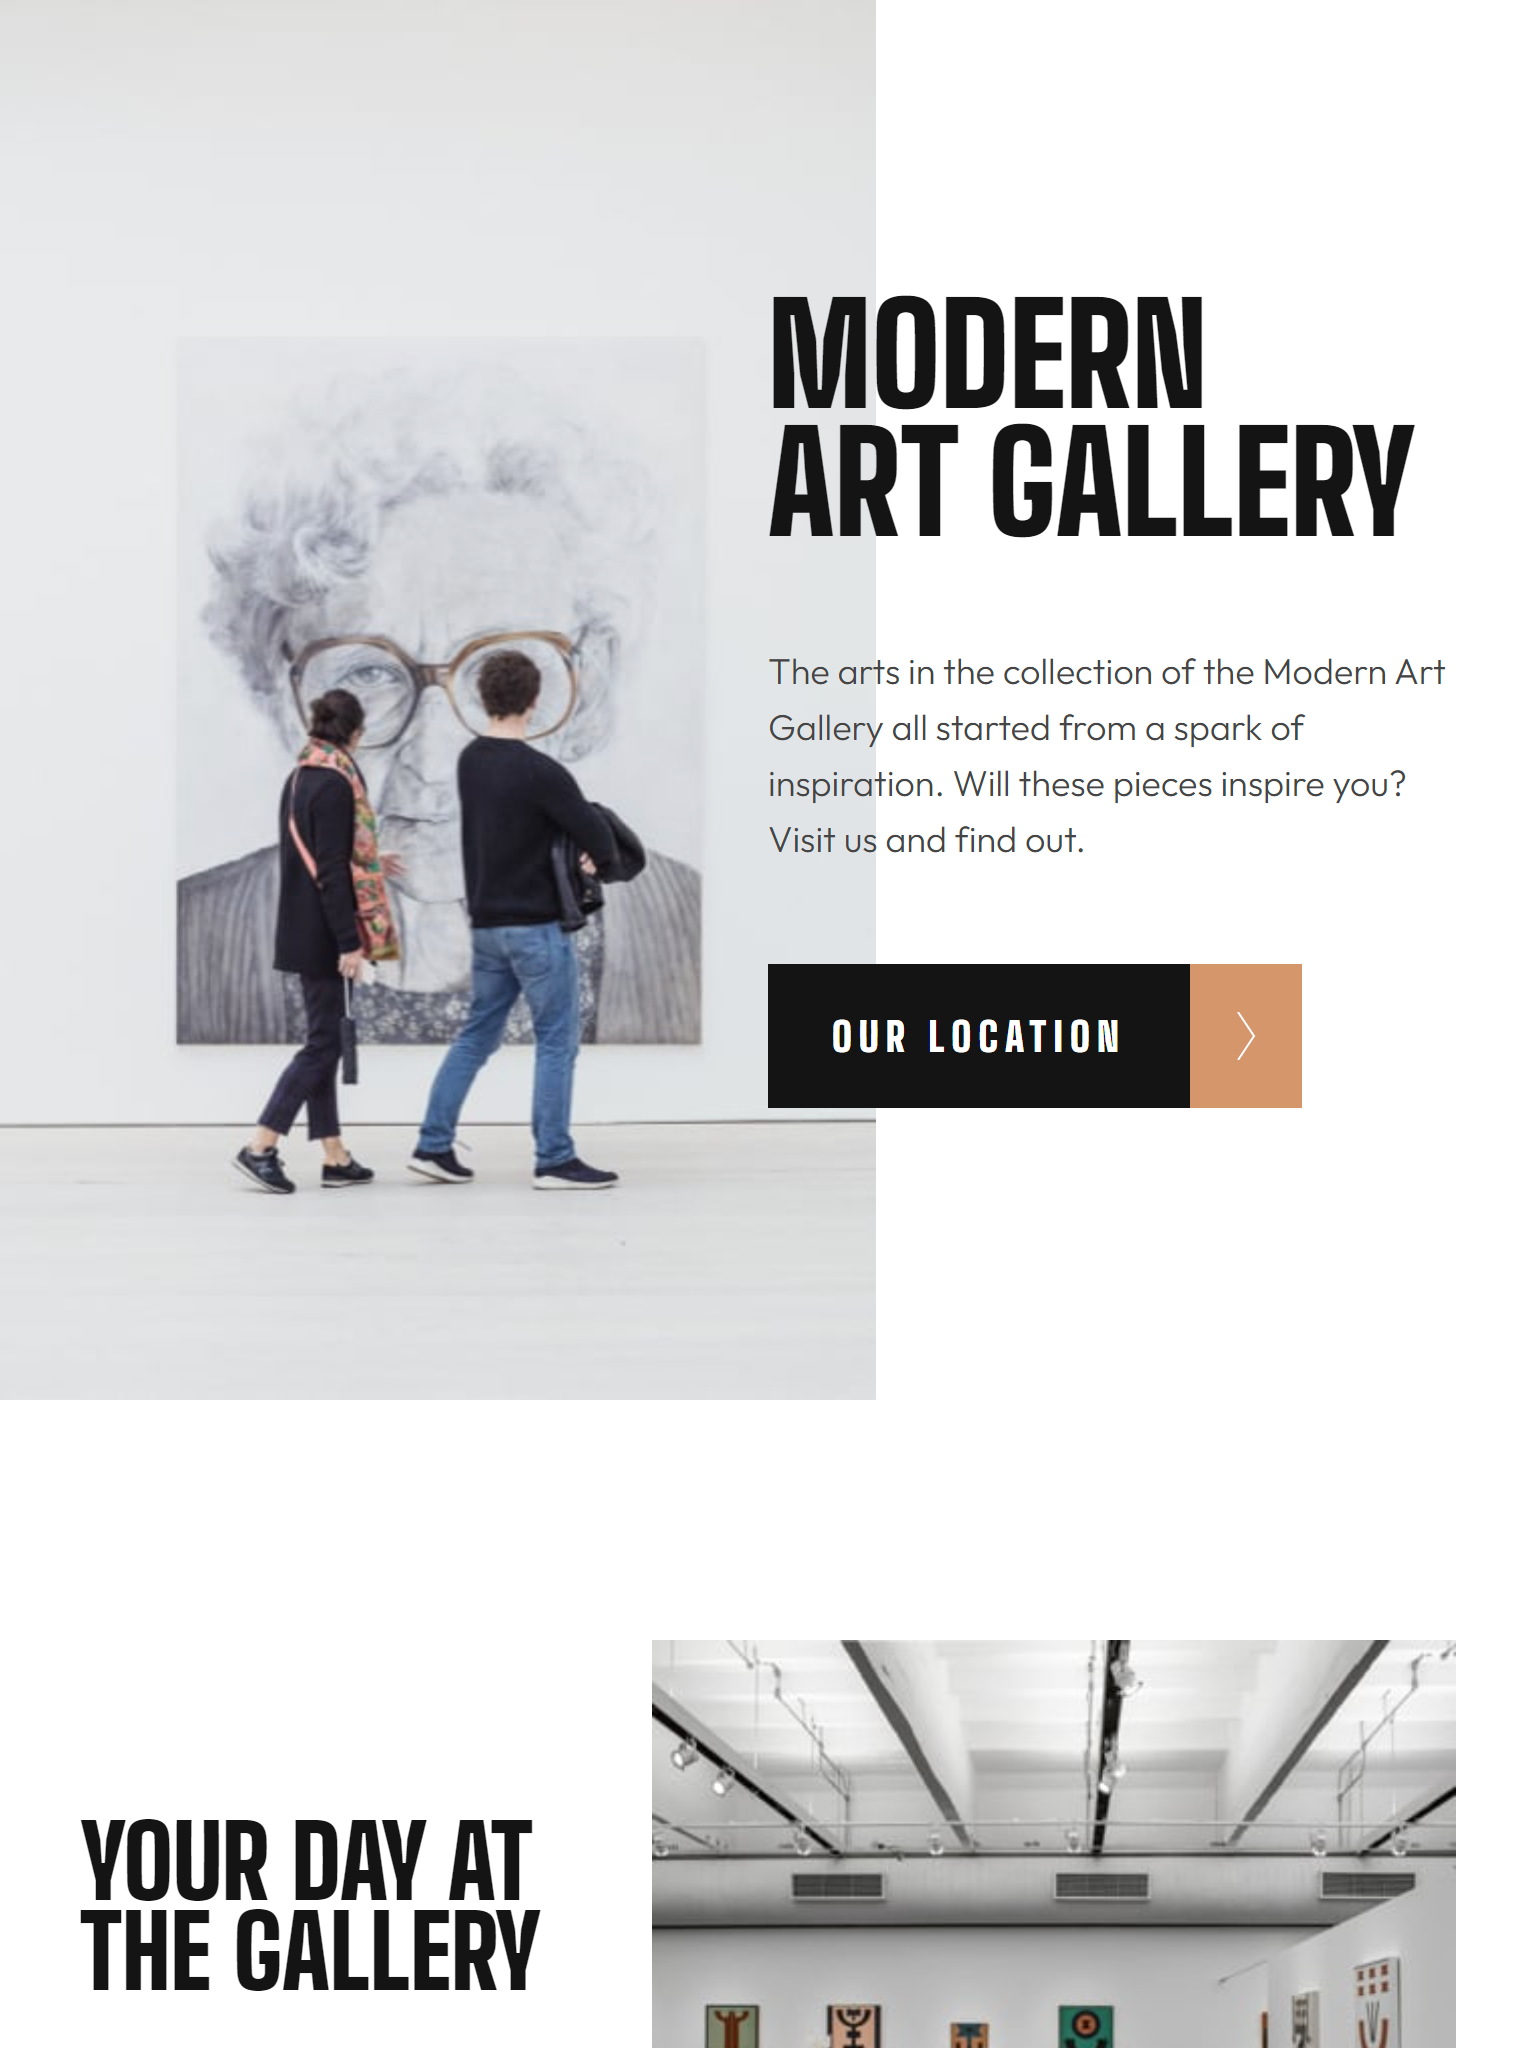 MODERN
ART GALLERY
The arts in the collection of the Modern Art
Gallery all started from a spark of
inspiration. Will these pieces inspire you?
Visit us and find out.
OUR LOCATION
YOUR DAY AT
THE GALLERY